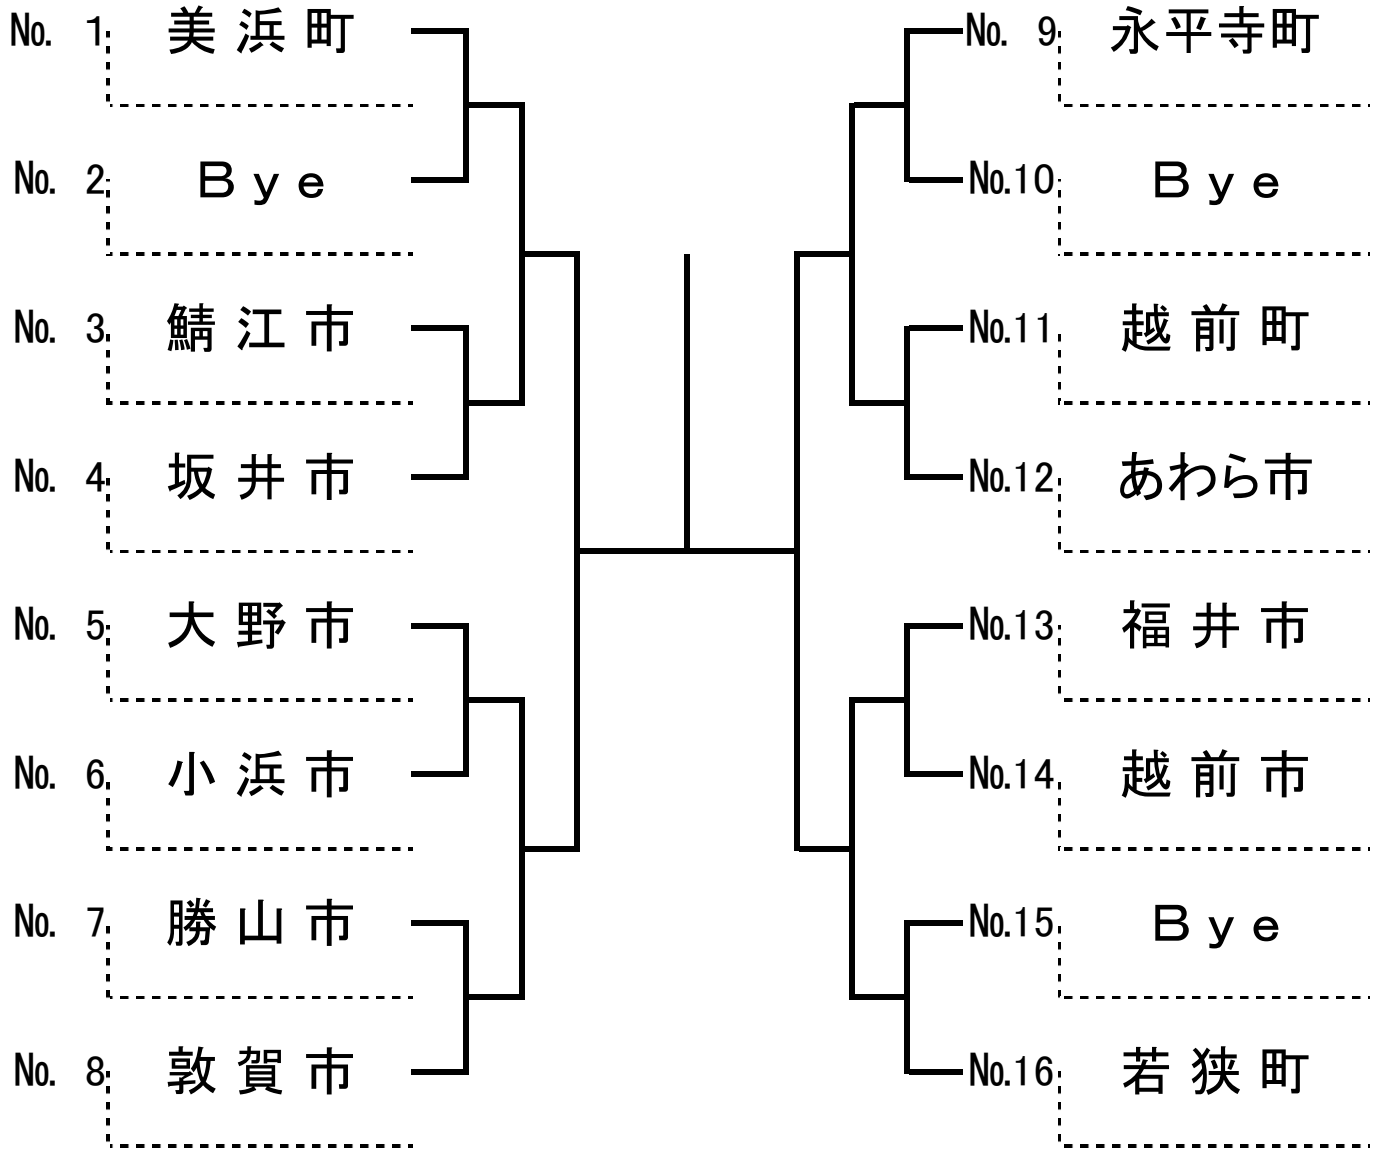 No. 1 美浜町
No. 2 Bye
No. 3 鯖江市
No. 4 坂井市
No. 5 大野市
No. 6 小浜市
No. 7 勝山市
No. 8 敦賀市
No. 9 永平寺町
No.10 Bye
No.11 越前町
No.12 あわら市
No.13 福井市
No.14 越前市
No.15 Bye
No.16 若狭町